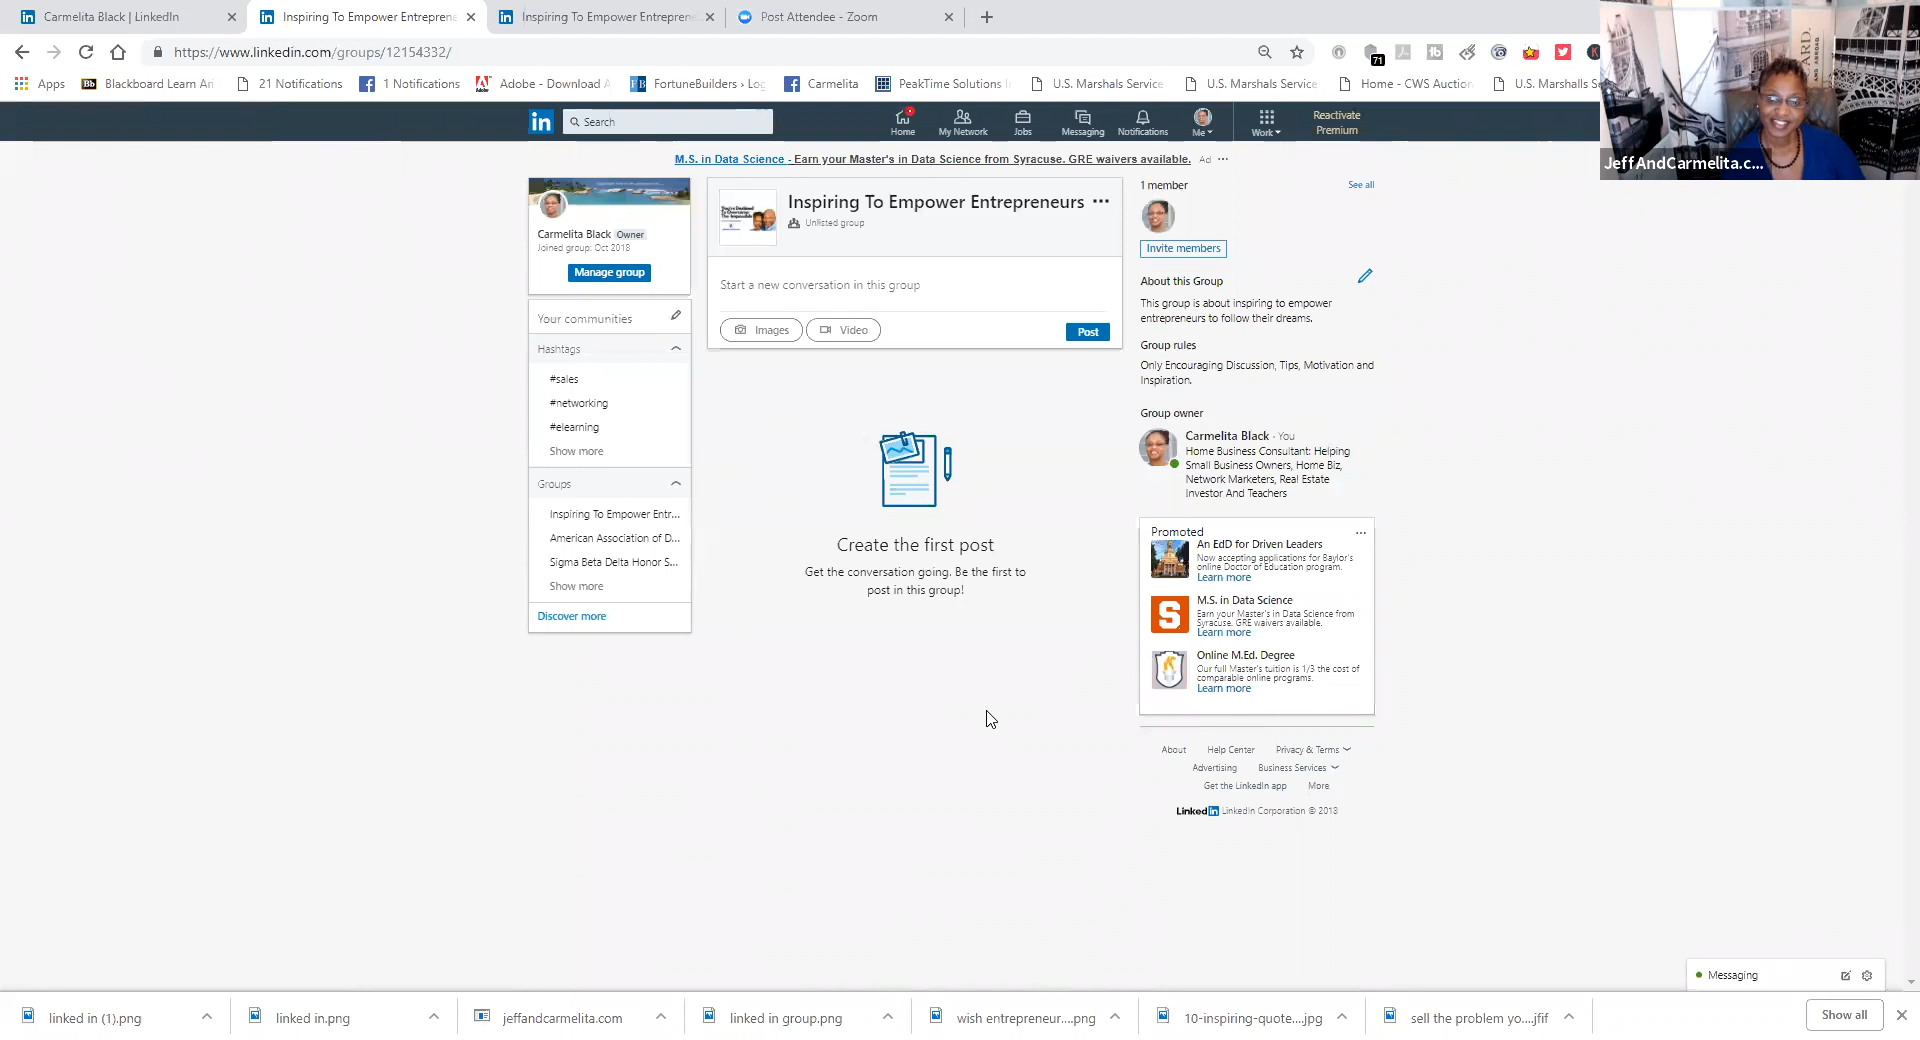 Carmelita Black | LinkedIn
Inspiring To Empower Entreprene
Inspiring To Empower Entreprene
Post Attendee - Zoom
https://www.linkedin.com/groups/12154332/
71
Apps
Bb Blackboard Learn Ari
21 Notifications
1 Notifications
Adobe - Download A
FortuneBuilders › Log
Carmelita
PeakTime Solutions
U.S. Marshals Service
U.S. Marshals Service
Home - CWS Auction
U.S. Marshalls S
JeffAndCarmelita.c...
in
Search
Home
My Network
Jobs
Messaging
Notifications
Me
Work
Reactivate
Premium
M.S. in Data Science - Earn your Master's in Data Science from Syracuse. GRE waivers available. Ad ...
Carmelita Black Owner
Joined group: Oct 2018
Manage group
Your communities
Hashtags
#sales
#networking
#elearning
Show more
Groups
Inspiring To Empower Entr...
American Association of D...
Sigma Beta Delta Honor S...
Show more
Discover more
Inspiring To Empower Entrepreneurs ...
Unlisted group
Start a new conversation in this group
Images
Video
Post
Create the first post
Get the conversation going. Be the first to
post in this group!
1 member
See all
Invite members
About this Group
This group is about inspiring to empower
entrepreneurs to follow their dreams.
Group rules
Only Encouraging Discussion, Tips, Motivation and
Inspiration.
Group owner
Carmelita Black · You
Home Business Consultant: Helping
Small Business Owners, Home Biz,
Network Marketers, Real Estate
Investor And Teachers
Promoted ...
An EdD for Driven Leaders
Now accepting applications for Baylor's
online Doctor of Education program.
Learn more
M.S. in Data Science
Earn your Master's in Data Science from
Syracuse. GRE waivers available.
Learn more
Online M.Ed. Degree
Our full Master's tuition is 1/3 the cost of
comparable online programs.
Learn more
About
Help Center
Privacy & Terms
Advertising
Business Services
Get the LinkedIn app
More
Linked in LinkedIn Corporation © 2018
Messaging
linked in (1).png
linked in.png
jeffandcarmelita.com
linked in group.png
wish entrepreneur....png
10-inspiring-quote....jpg
sell the problem yo....jfif
Show all